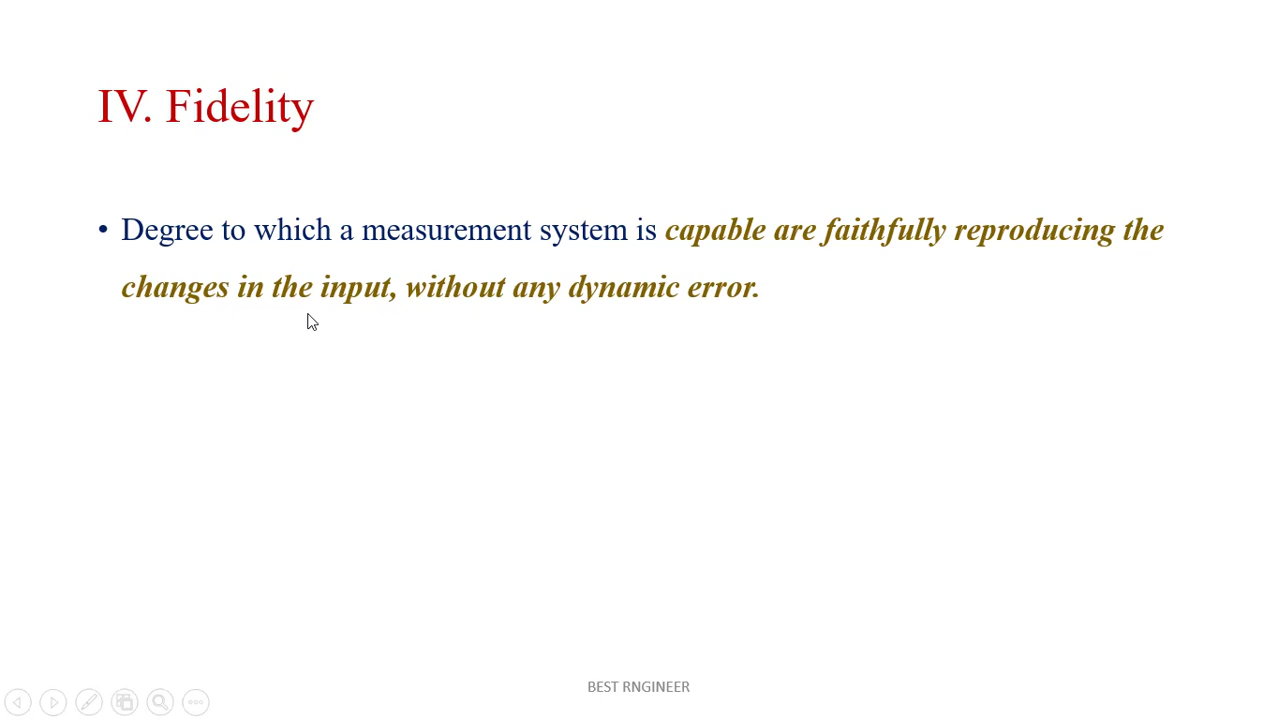 IV. Fidelity
• Degree to which a measurement system is capable are faithfully reproducing the
changes in the input, without any dynamic error.
BEST RNGINEER